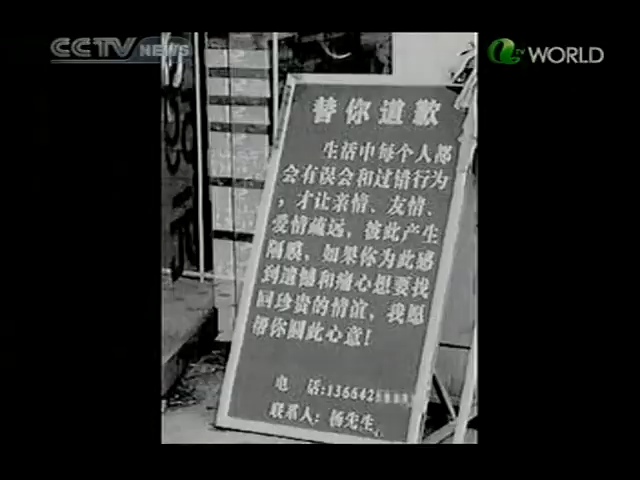 CCTV NEWS
TV WORLD
替你道歉
生活中每个人都
会有误会和过错行为
，才让亲情、友情、
爱情疏远，彼此产生
隔膜，如果你为此感
到遗憾和痛心想要找
回珍贵的情谊，我愿
帮你圆此心意！
电 话:136642
联系人：杨先生